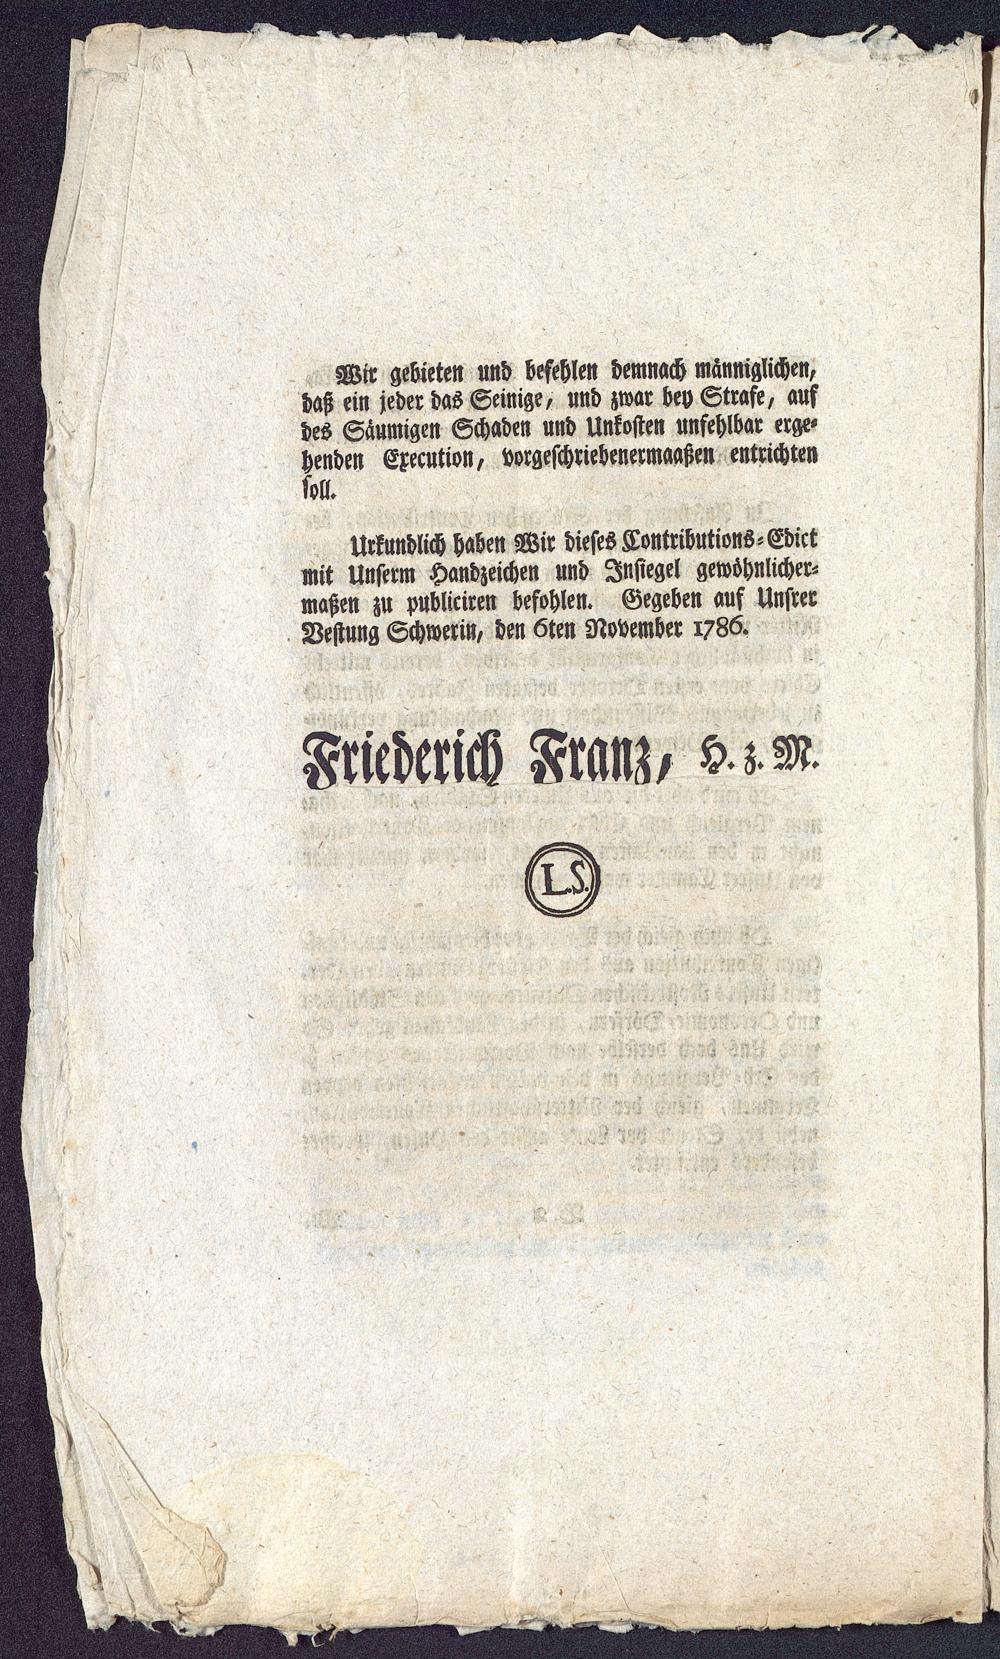 Wir gebieten und befehlen demnach männiglichen,
daß ein jeder das Seinige, und zwar bey Strafe, auf
des Säumigen Schaden und Unkosten unfehlbar erge-
henden Execution, vorgeschriebenermaaßen entrichten
soll.
Urkundlich haben Wir dieses Contributions-Edict
mit Unserm Handzeichen und Insiegel gewöhnlicher-
maßen zu publiciren befohlen. Gegeben auf Unsrer
Vestung Schwerin, den 6ten November 1786.
Friederich Franz, H. z. M.
L.S.